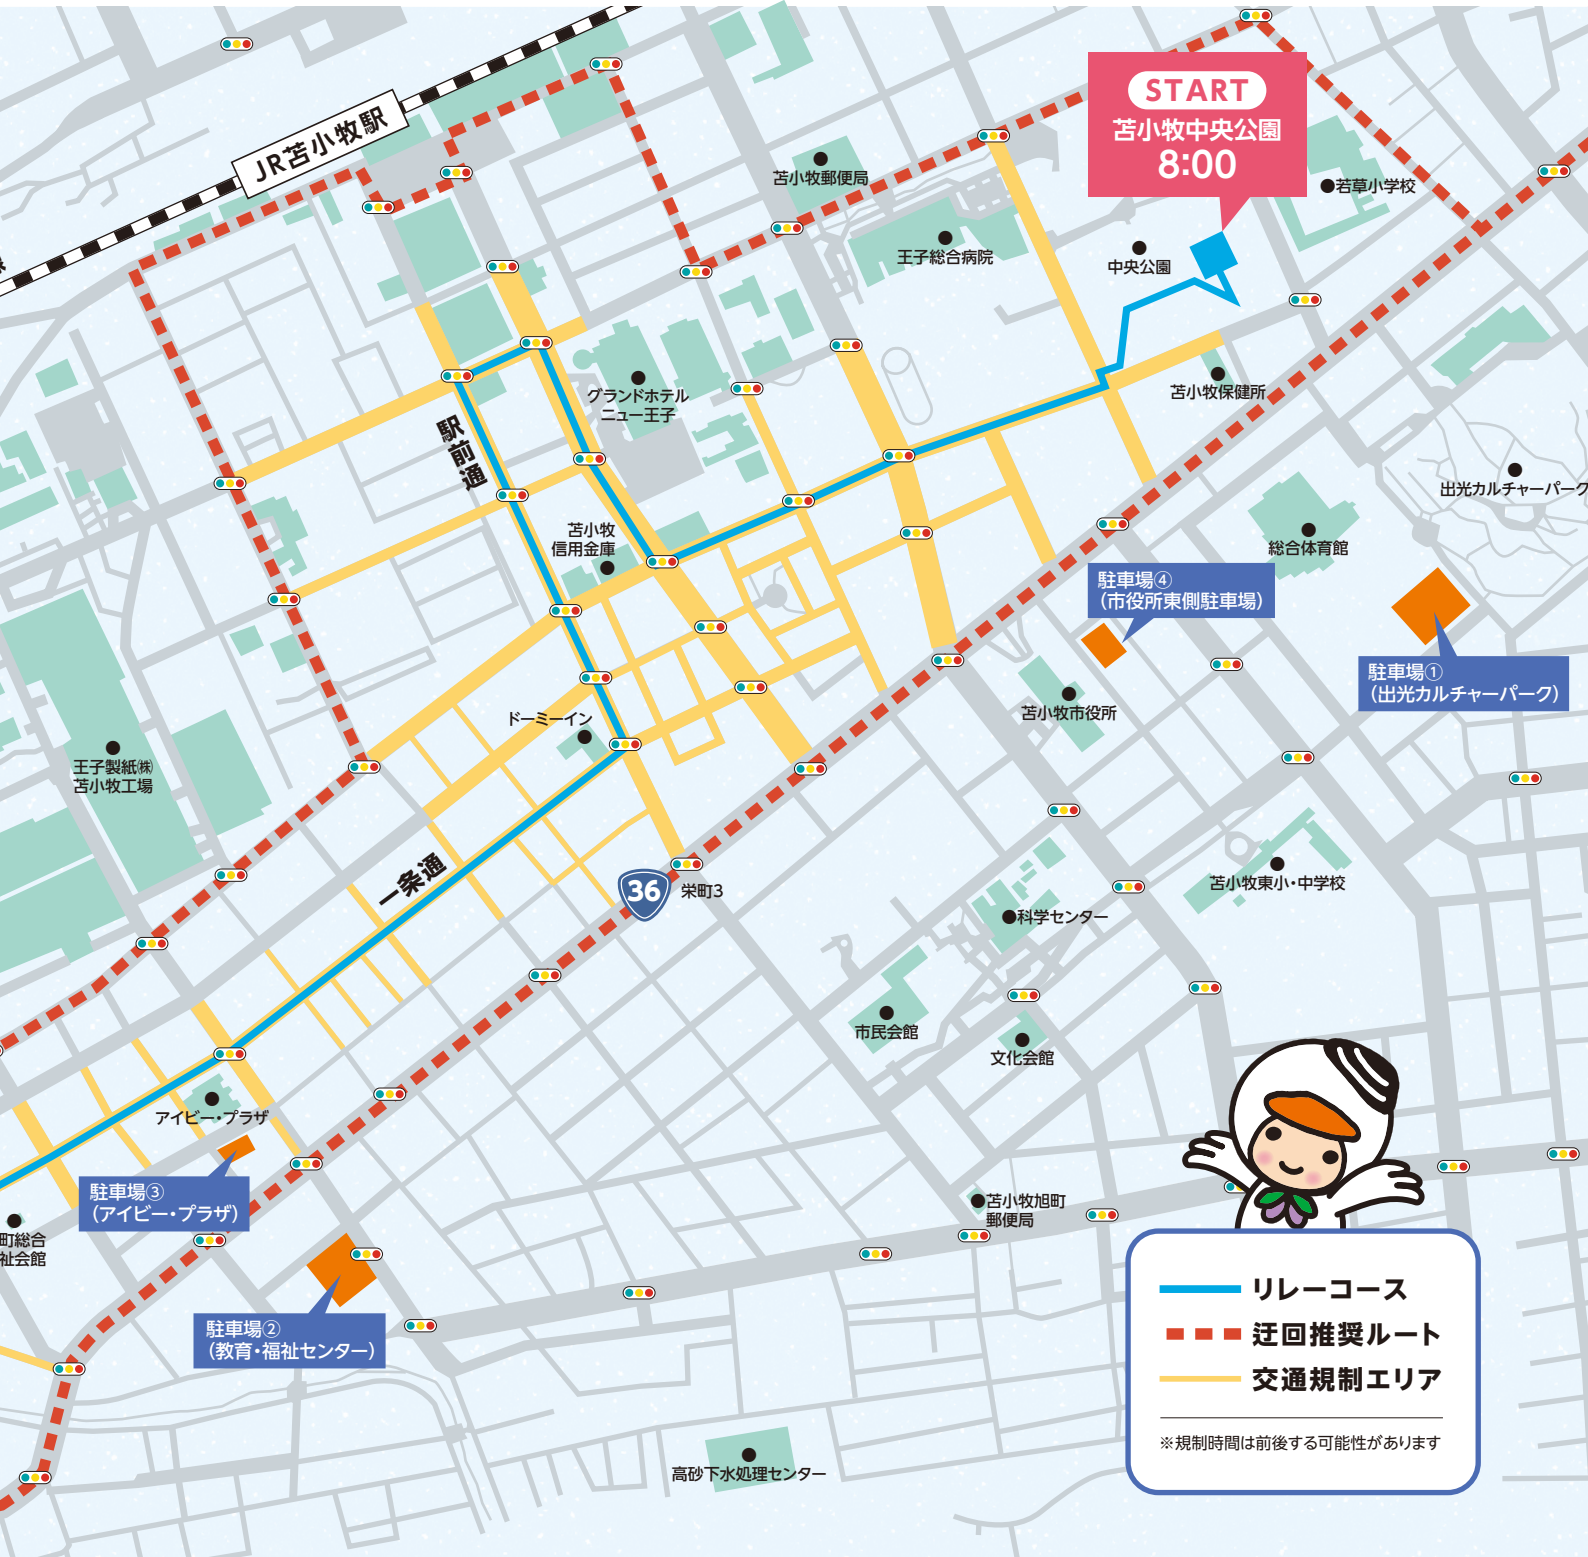 JR苫小牧駅
START
苫小牧中央公園
8:00
苫小牧郵便局
若草小学校
王子総合病院
中央公園
グランドホテル
ニュー王子
苫小牧保健所
駅前通
出光カルチャーパーク
苫小牧
信用金庫
総合体育館
駐車場④
(市役所東側駐車場)
駐車場①
(出光カルチャーパーク)
苫小牧市役所
ドーミーイン
王子製紙㈱
苫小牧工場
一条通
36
栄町3
苫小牧東小・中学校
科学センター
市民会館
文化会館
アイビー・プラザ
駐車場③
(アイビー・プラザ)
町総合
祉会館
苫小牧旭町
郵便局
駐車場②
(教育・福祉センター)
高砂下水処理センター
リレーコース
迂回推奨ルート
交通規制エリア
※規制時間は前後する可能性があります